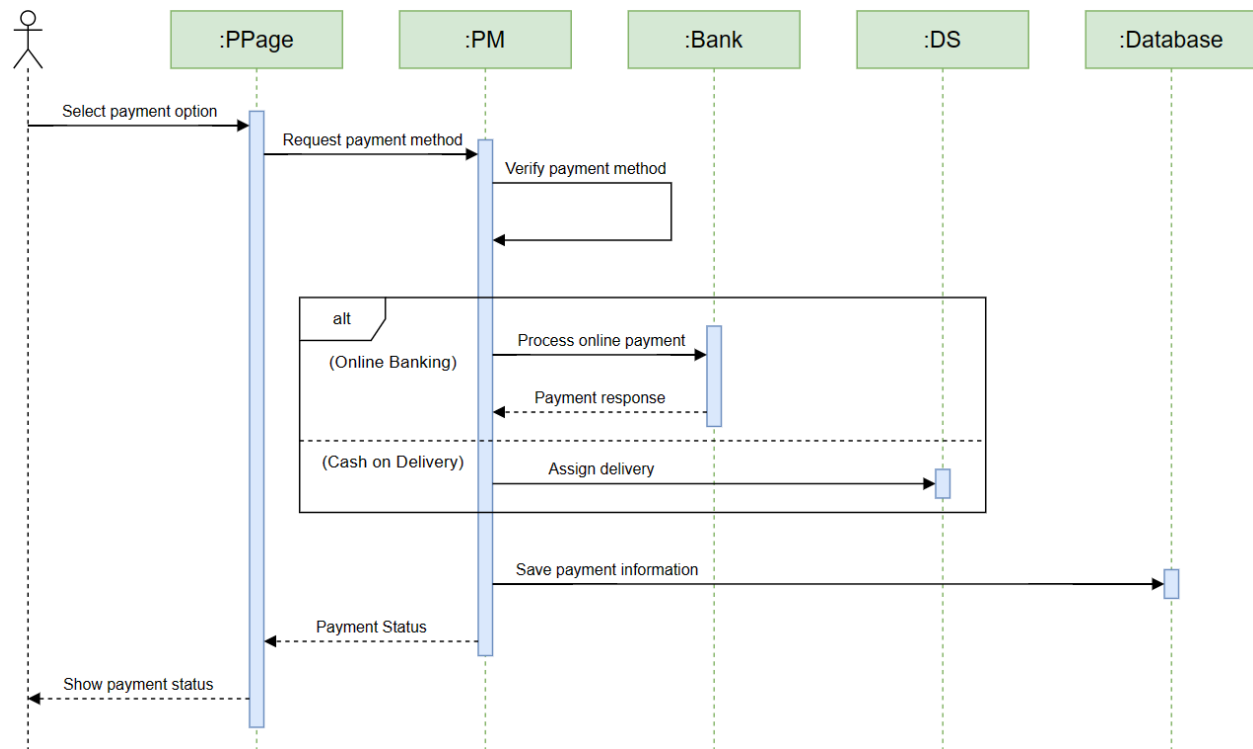 :PPage
:PM
:Bank
:DS
:Database
Select payment option
Request payment method
Verify payment method
alt
Process online payment
(Online Banking)
Payment response
(Cash on Delivery)
Assign delivery
Save payment information
Payment Status
Show payment status